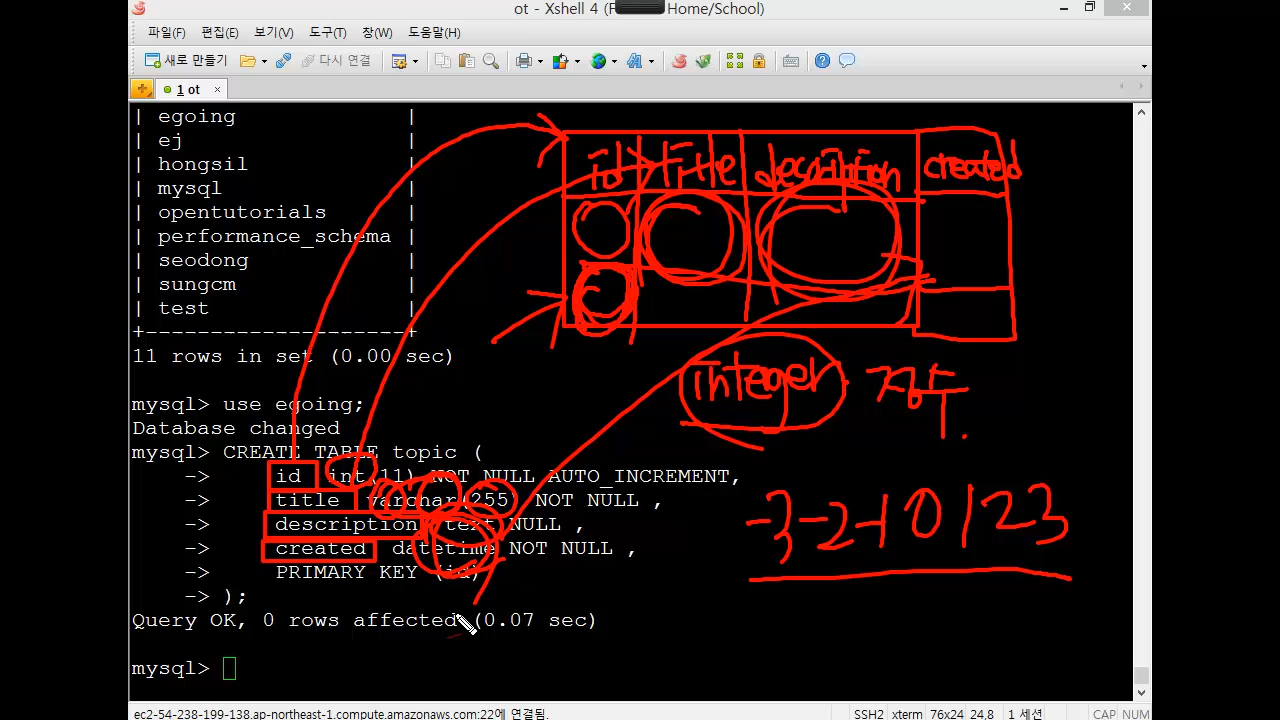 ot - Xshell 4 (F Home/School)
파일(F) 편집(E) 보기(V) 도구(T) 창(W) 도움말(H)
새로 만들기 다시 연결
1 ot ×
| egoing |
| ej |
| hongsil |
| mysql |
| opentutorials |
| performance_schema |
| seodong |
| sungcm |
| test |
+--------------------+
11 rows in set (0.00 sec)
id Title description created
integer 정수.
mysql> use egoing;
Database changed
mysql> CREATE TABLE topic (
-> id int(11) NOT NULL AUTO_INCREMENT,
-> title varchar(255) NOT NULL ,
-> description text NULL ,
-> created datetime NOT NULL ,
-> PRIMARY KEY (id)
-> );
-3 -2 -1 0 1 2 3
Query OK, 0 rows affected (0.07 sec)
mysql>
ec2-54-238-199-138.ap-northeast-1.compute.amazonaws.com:22에 연결됨. SSH2 xterm 76x24 24,8 1 세션 CAP NUM